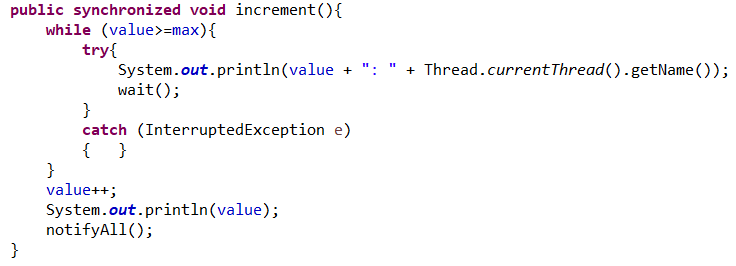 public synchronized void increment(){
    while (value>=max){
        try{
            System.out.println(value + ": " + Thread.currentThread().getName());
            wait();
        }
        catch (InterruptedException e)
        {   }
    }
    value++;
    System.out.println(value);
    notifyAll();
}